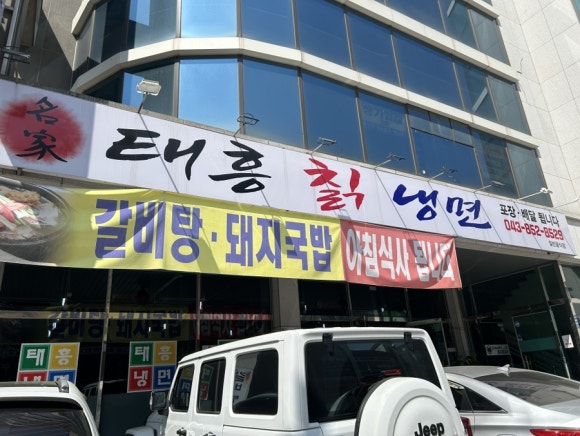 名家 태흥 칡 냉면
포장·배달 됩니다
043-852-8529
갈비탕·돼지국밥 아침식사 됩니다
태흥
냉면
태흥
냉면
Jeep